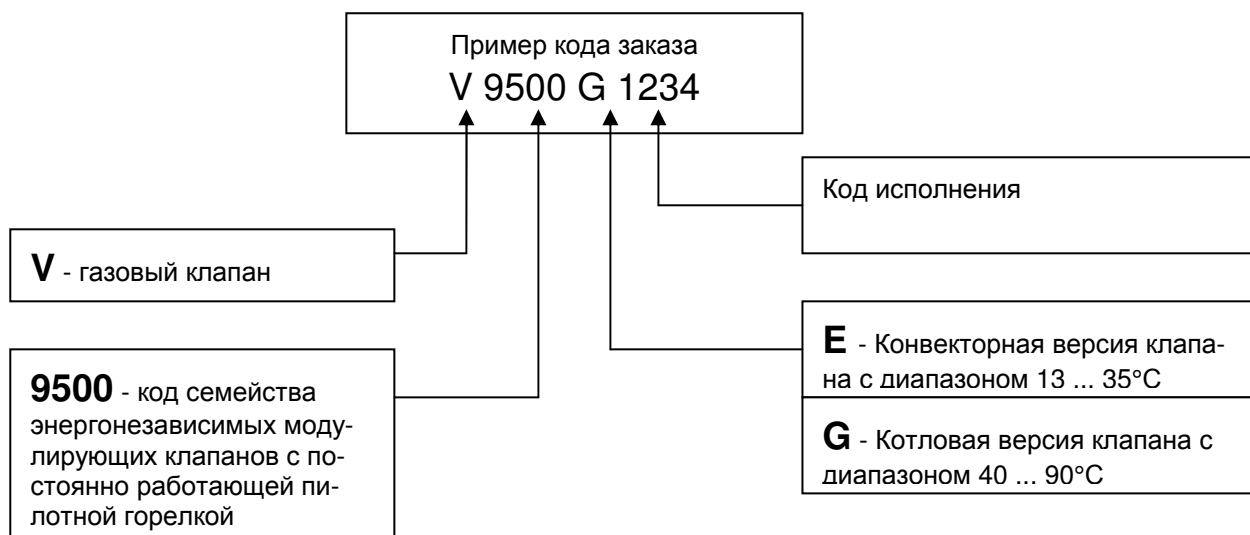 Пример кода заказа
V 9500 G 1234
Код исполнения
V - газовый клапан
E - Конвекторная версия клапа-
на с диапазоном 13 ... 35°C
9500 - код семейства
энергонезависимых моду-
лирующих клапанов с по-
стоянно работающей пи-
лотной горелкой
G - Котловая версия клапана с
диапазоном 40 ... 90°C